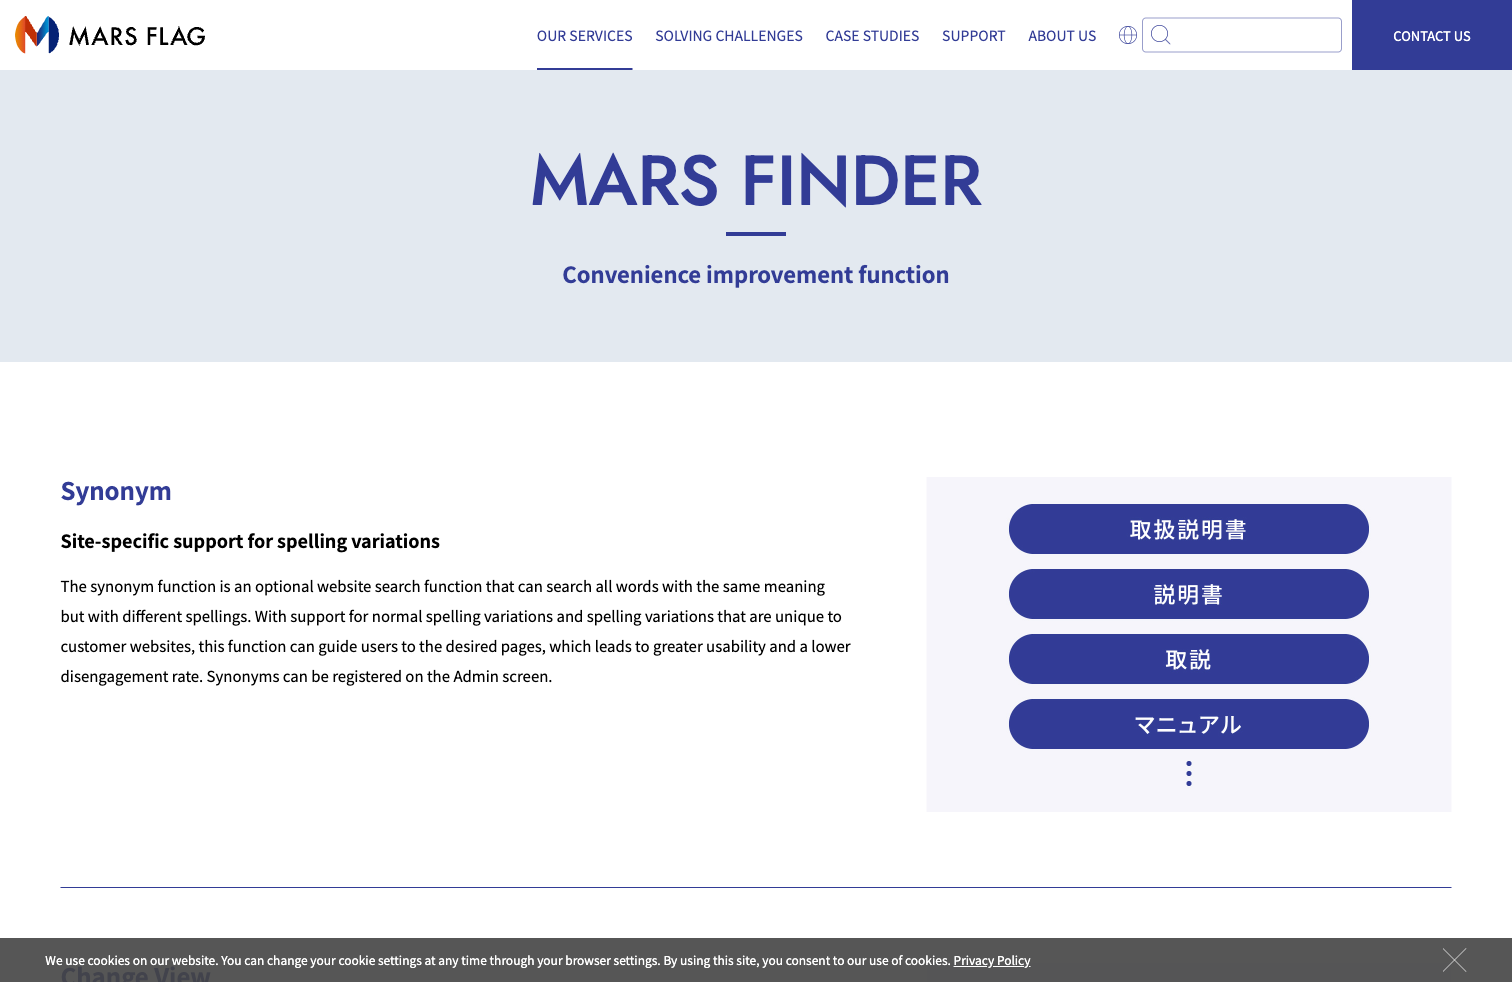 MARS FLAG
OUR SERVICES SOLVING CHALLENGES CASE STUDIES SUPPORT ABOUT US CONTACT US
MARS FINDER
Convenience improvement function
Synonym
Site-specific support for spelling variations
The synonym function is an optional website search function that can search all words with the same meaning
but with different spellings. With support for normal spelling variations and spelling variations that are unique to
customer websites, this function can guide users to the desired pages, which leads to greater usability and a lower
disengagement rate. Synonyms can be registered on the Admin screen.
取扱説明書
説明書
取説
マニュアル
Change View
We use cookies on our website. You can change your cookie settings at any time through your browser settings. By using this site, you consent to our use of cookies. Privacy Policy